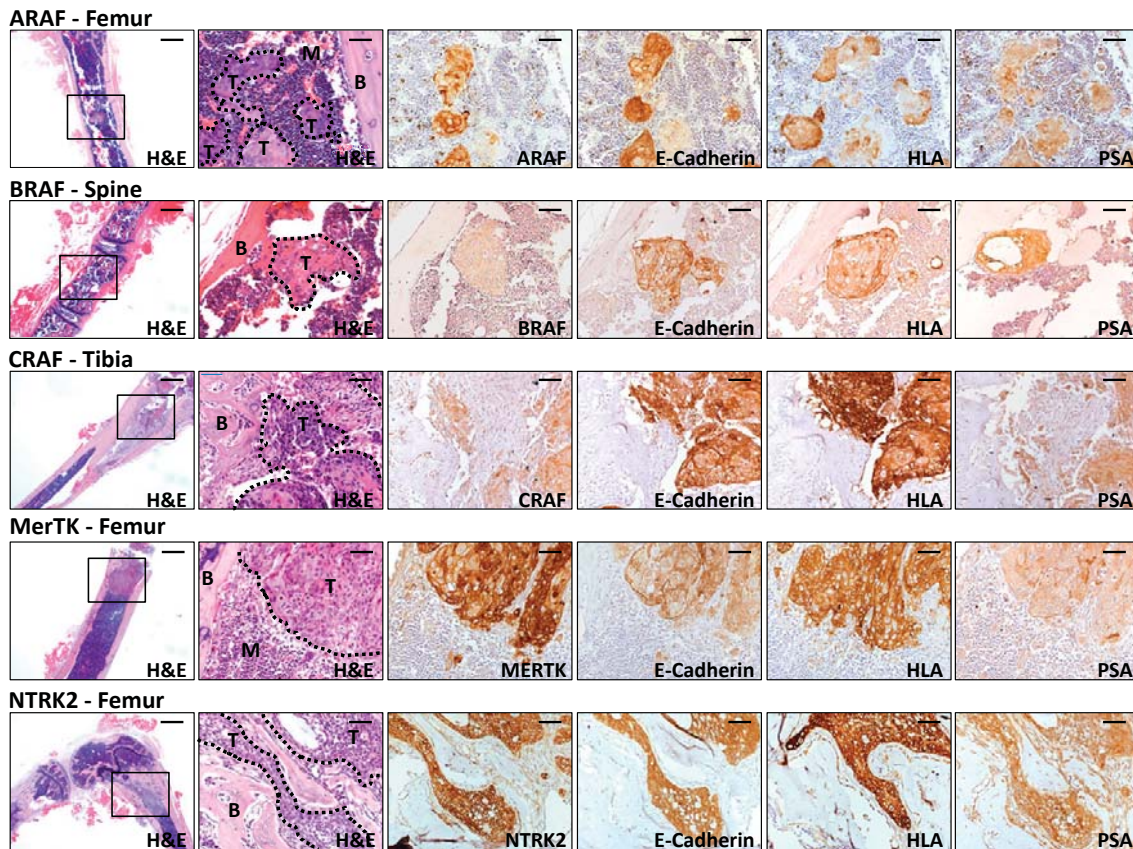 ARAF - Femur
H&E
T
T
T
T
M
B
H&E
ARAF
E-Cadherin
HLA
PSA
BRAF - Spine
H&E
B
T
H&E
BRAF
E-Cadherin
HLA
PSA
CRAF - Tibia
H&E
B
T
H&E
CRAF
E-Cadherin
HLA
PSA
MerTK - Femur
H&E
B
T
M
H&E
MERTK
E-Cadherin
HLA
PSA
NTRK2 - Femur
H&E
T
T
B
H&E
NTRK2
E-Cadherin
HLA
PSA